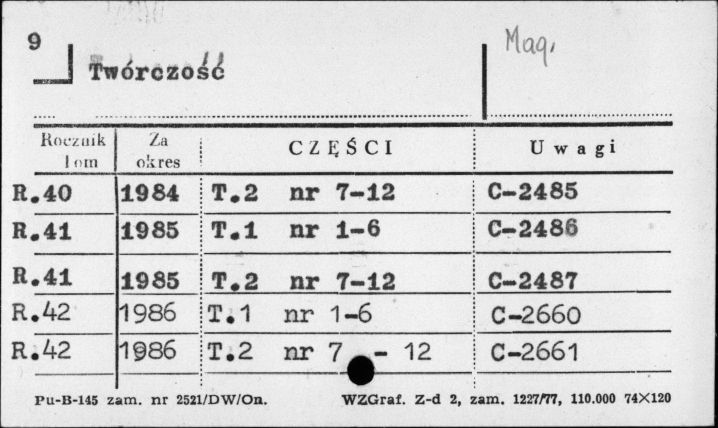 9
Mag.
Twórczość
Rocznik Za CZĘŚCI Uwagi
Tom okres
R.40 1984 T.2 nr 7-12 C-2485
R.41 1985 T.1 nr 1-6 C-2486
R.41 1985 T.2 nr 7-12 C-2487
R.42 1986 T.1 nr 1-6 C-2660
R.42 1986 T.2 nr 7 - 12 C-2661
Pu-B-145 zam. nr 2521/DW/On. WZGraf. Z-d 2, zam. 1227/77, 110.000 74×120